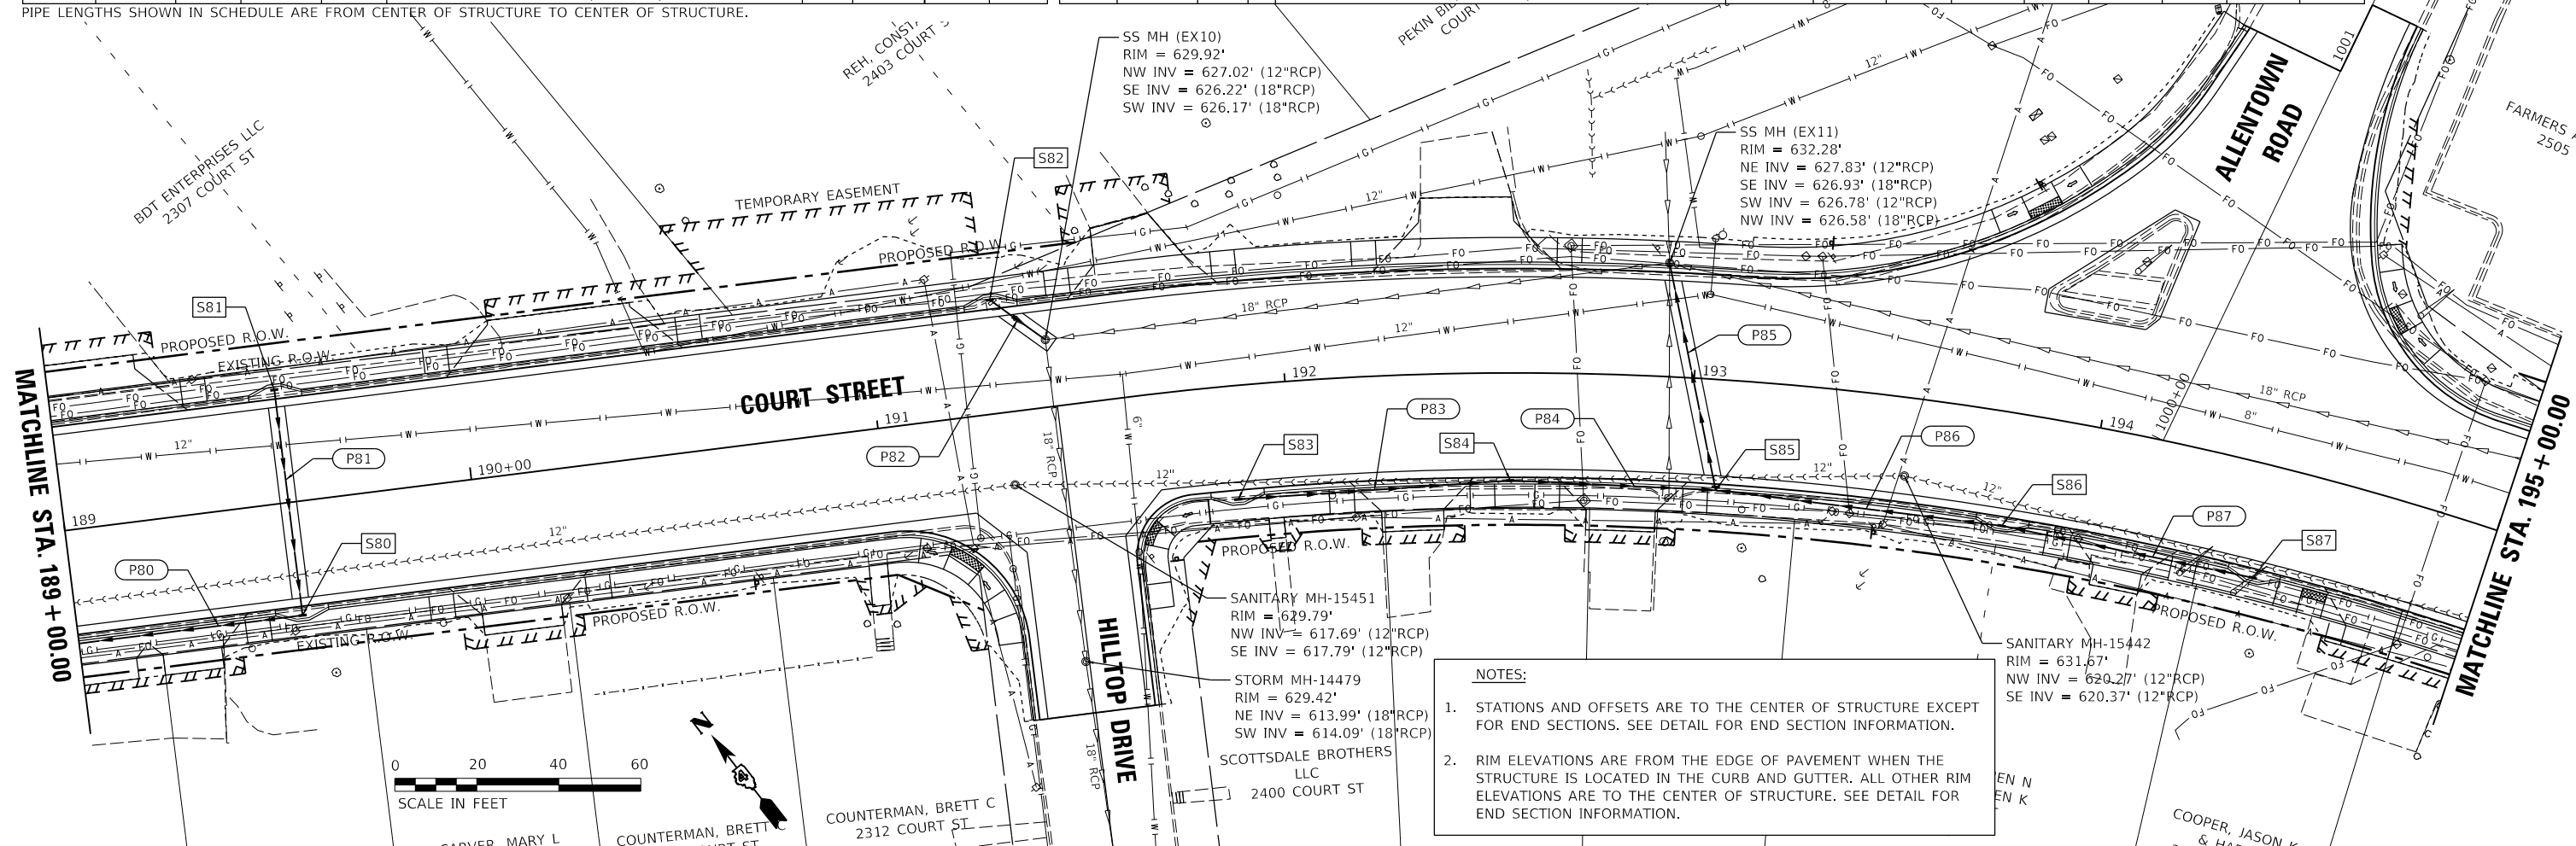 PIPE LENGTHS SHOWN IN SCHEDULE ARE FROM CENTER OF STRUCTURE TO CENTER OF STRUCTURE.
BDT ENTERPRISES LLC
2307 COURT ST
REH, CONST,
2403 COURT S
COURT
SS MH (EX10)
RIM = 629.92'
NW INV = 627.02' (12"RCP)
SE INV = 626.22' (18"RCP)
SW INV = 626.17' (18"RCP)
SS MH (EX11)
RIM = 632.28'
NE INV = 627.83' (12"RCP)
SE INV = 626.93' (18"RCP)
SW INV = 626.78' (12"RCP)
NW INV = 626.58' (18"RCP)
ALLENTOWN
ROAD
1001
FARMERS
2505
S82
TEMPORARY EASEMENT
PROPOSED R.O.W.
S81
PROPOSED R.O.W.
EXISTING R.O.W.
12"
12"
18" RCP
12"
P85
MATCHLINE STA. 189+00.00
COURT STREET
189
190+00
191
192
193
194
1000+00
18" RCP
8"
MATCHLINE STA. 195+00.00
12"
P81
P82
18" RCP
6"
12"
S83
P83
S84
P84
S85
12"
P86
12"
S86
P87
S87
12"
S80
P80
EXISTING R.O.W.
PROPOSED R.O.W.
PROPOSED R.O.W.
PROPOSED R.O.W.
SANITARY MH-15451
RIM = 629.79'
NW INV = 617.69' (12"RCP)
SE INV = 617.79' (12"RCP)
STORM MH-14479
RIM = 629.42'
NE INV = 613.99' (18"RCP)
SW INV = 614.09' (18"RCP)
SANITARY MH-15442
RIM = 631.67'
NW INV = 620.27' (12"RCP)
SE INV = 620.37' (12"RCP)
HILLTOP DRIVE
18" RCP
SCOTTSDALE BROTHERS
LLC
2400 COURT ST
N
0 20 40 60
SCALE IN FEET
NOTES:
1. STATIONS AND OFFSETS ARE TO THE CENTER OF STRUCTURE EXCEPT
FOR END SECTIONS. SEE DETAIL FOR END SECTION INFORMATION.
2. RIM ELEVATIONS ARE FROM THE EDGE OF PAVEMENT WHEN THE
STRUCTURE IS LOCATED IN THE CURB AND GUTTER. ALL OTHER RIM
ELEVATIONS ARE TO THE CENTER OF STRUCTURE. SEE DETAIL FOR
END SECTION INFORMATION.
EN N
EN K
MARY L
COUNTERMAN, BRETT C
COUNTERMAN, BRETT C
2312 COURT ST
COOPER, JASON